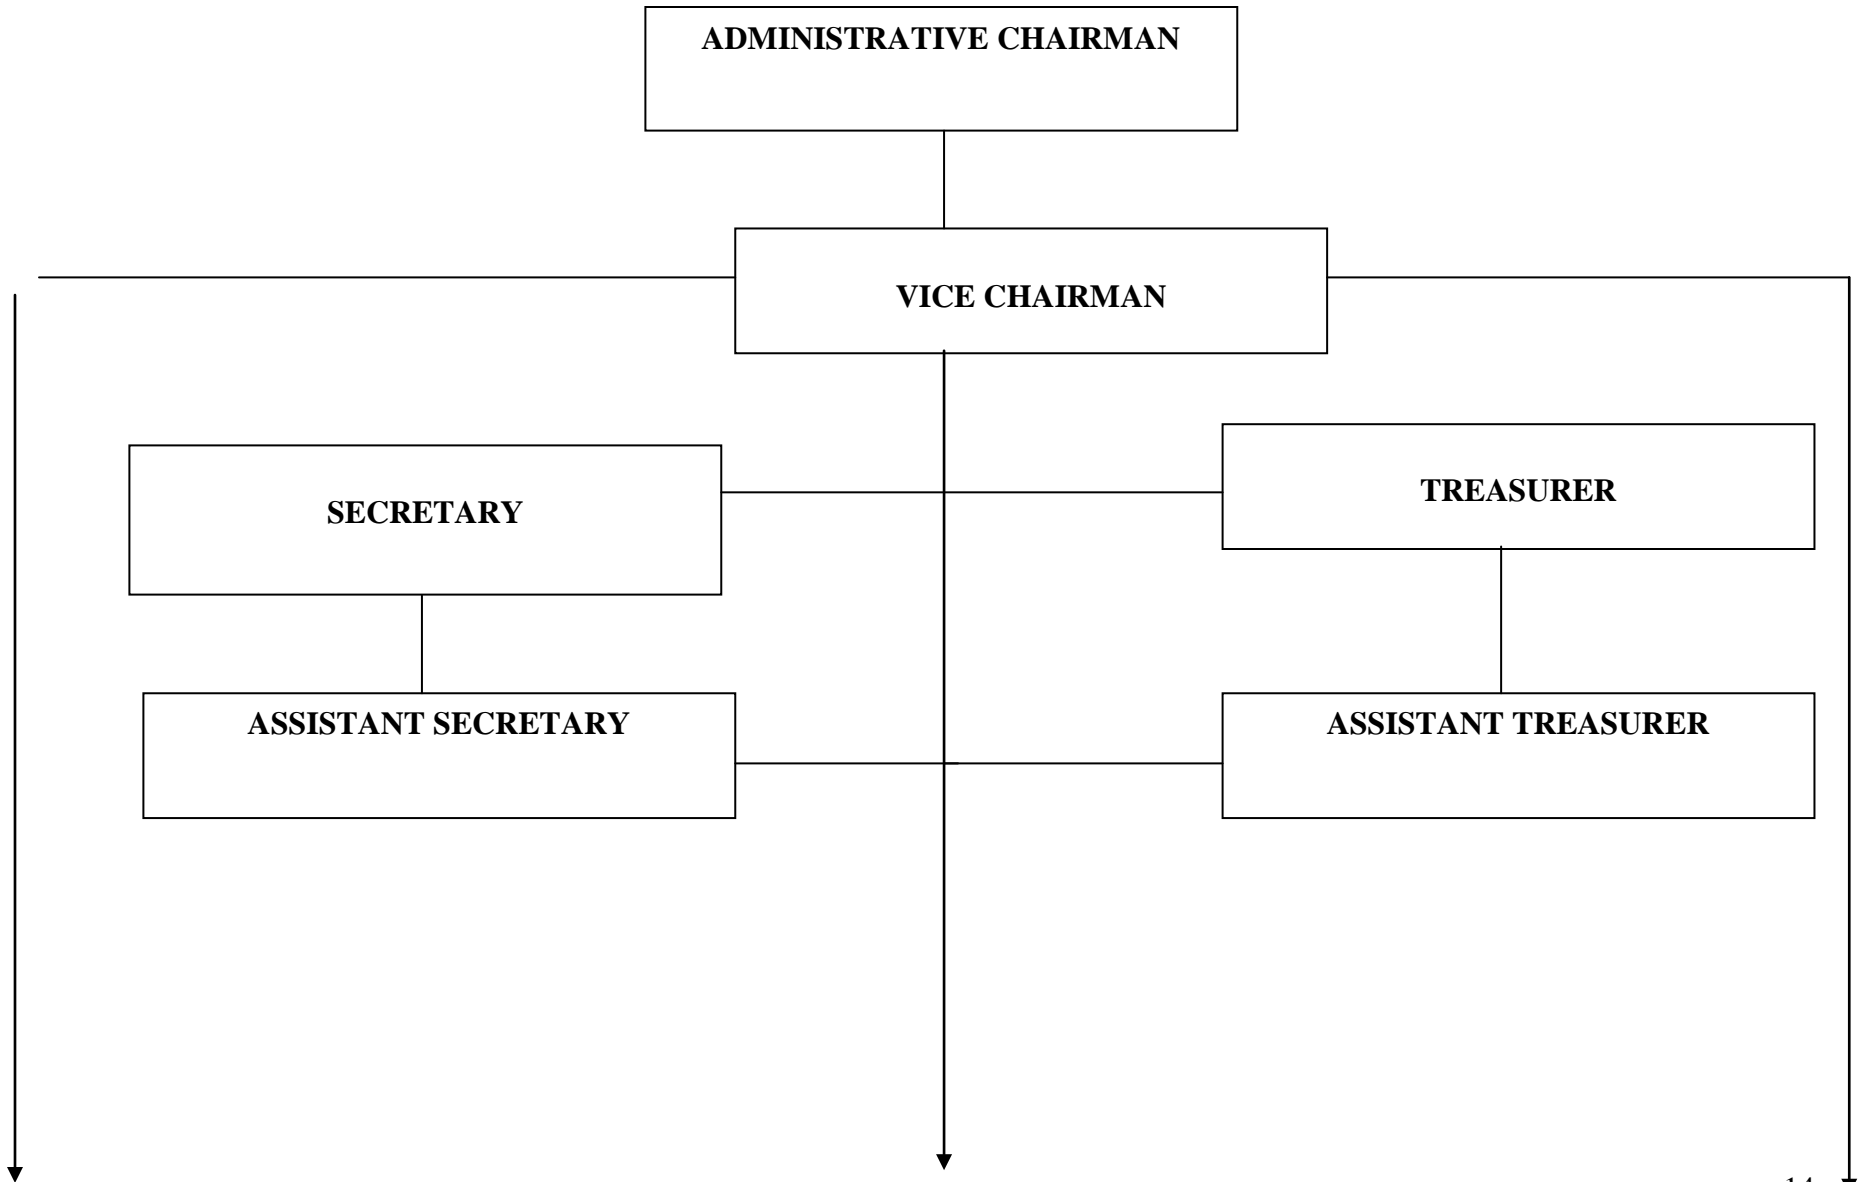 ADMINISTRATIVE CHAIRMAN
VICE CHAIRMAN
SECRETARY
TREASURER
ASSISTANT SECRETARY
ASSISTANT TREASURER